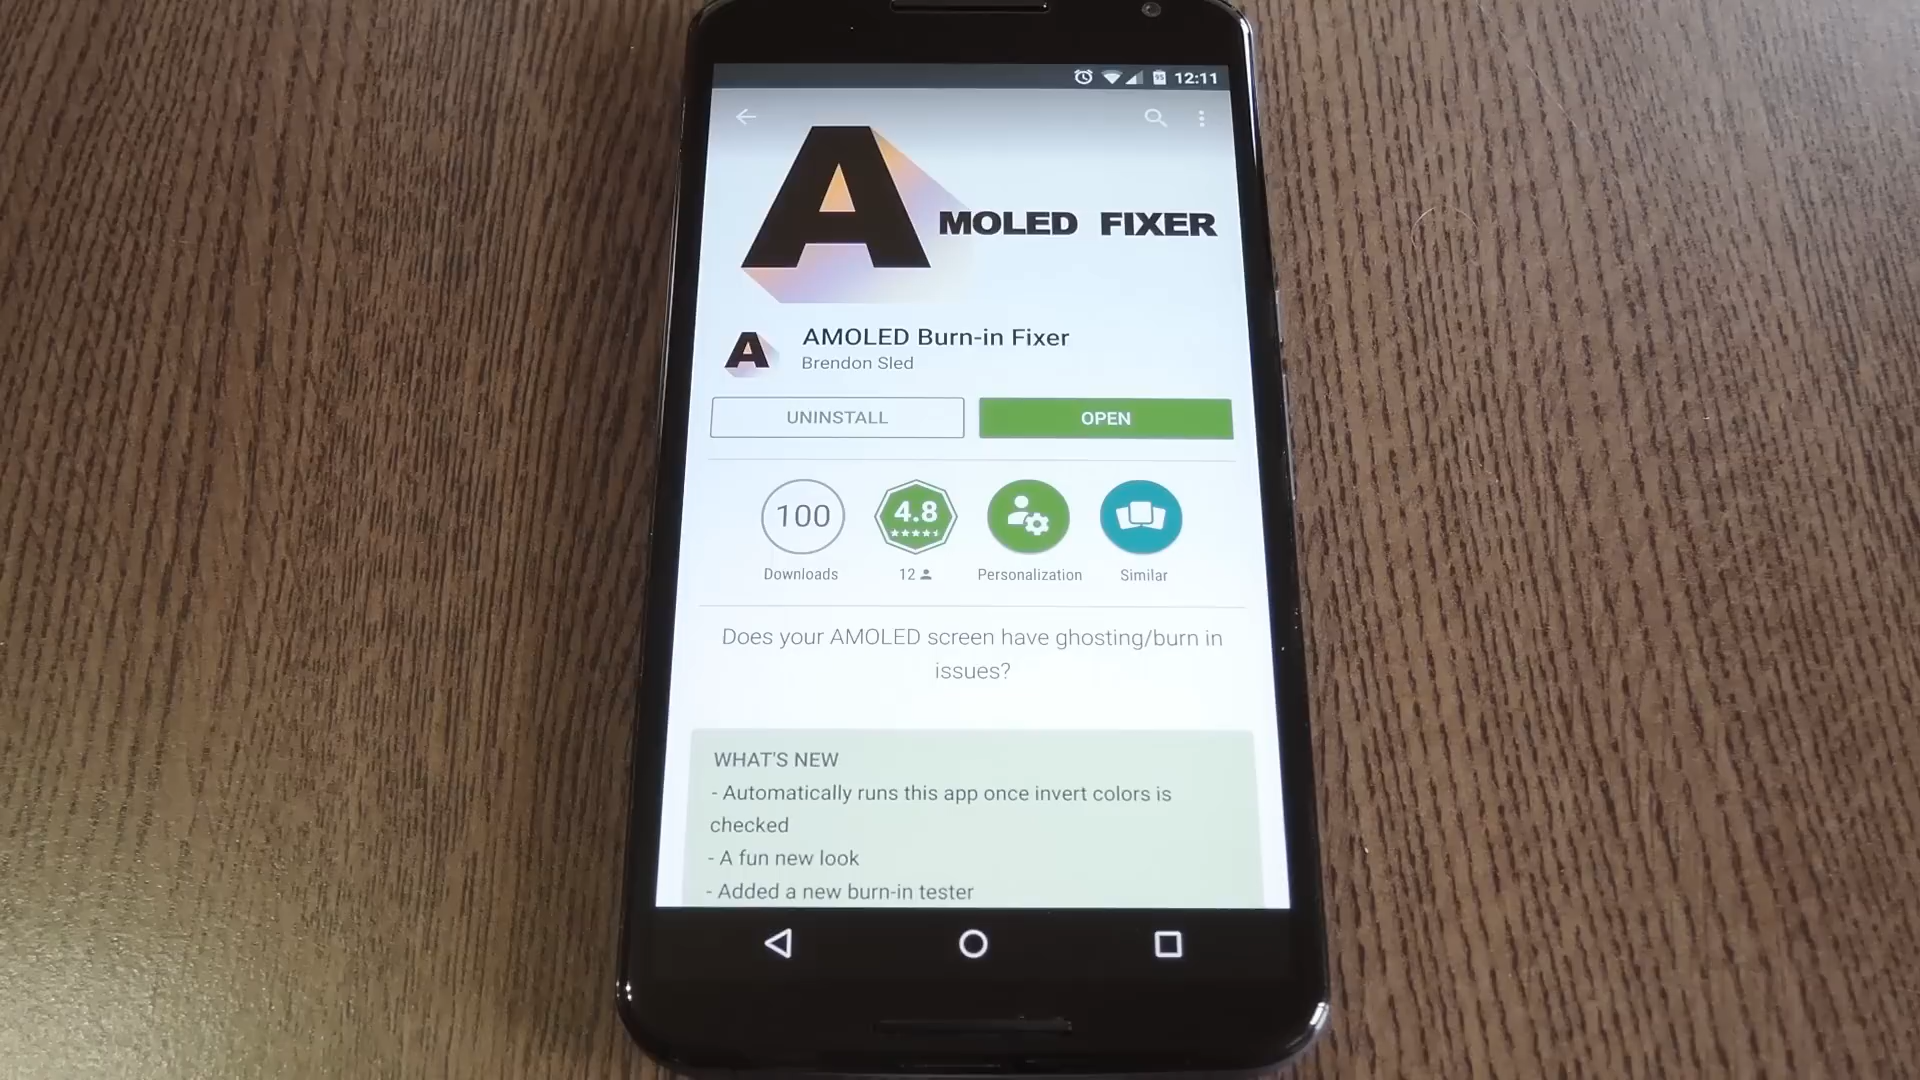 95 12:11
AMOLED FIXER
A
AMOLED Burn-in Fixer
Brendon Sled
UNINSTALL
OPEN
100
4.8
Downloads
12
Personalization
Similar
Does your AMOLED screen have ghosting/burn in
issues?
WHAT'S NEW
- Automatically runs this app once invert colors is
checked
- A fun new look
- Added a new burn-in tester